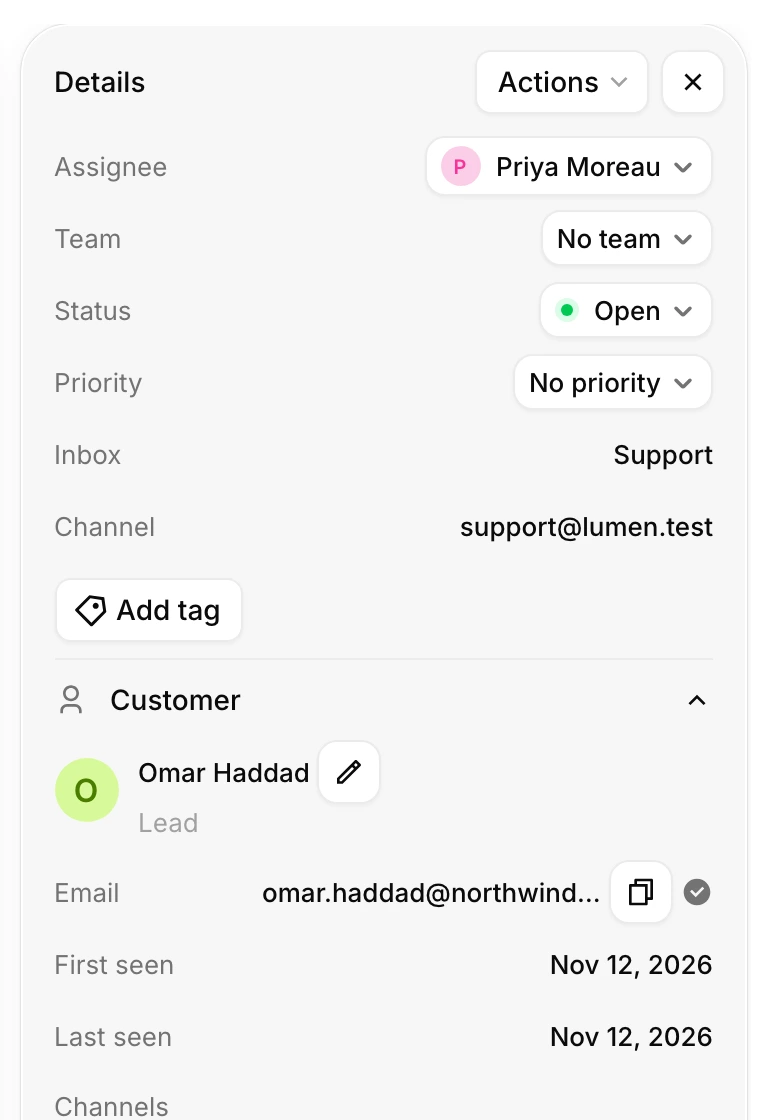 Details
Actions
Assignee
P
Priya Moreau
Team
No team
Status
Open
Priority
No priority
Inbox
Support
Channel
support@lumen.test
Add tag
Customer
O
Omar Haddad
Lead
Email
omar.haddad@northwind...
First seen
Nov 12, 2026
Last seen
Nov 12, 2026
Channels